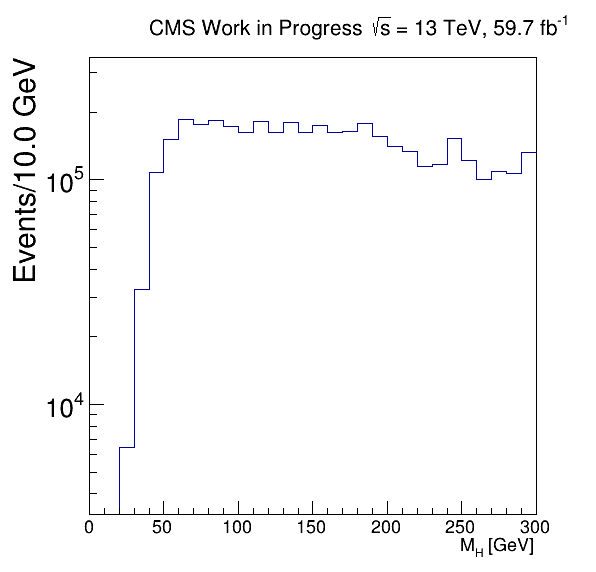 CMS Work in Progress √s = 13 TeV, 59.7 fb⁻¹
Events/10.0 GeV
10⁵
10⁴
0 50 100 150 200 250 300
M_H [GeV]